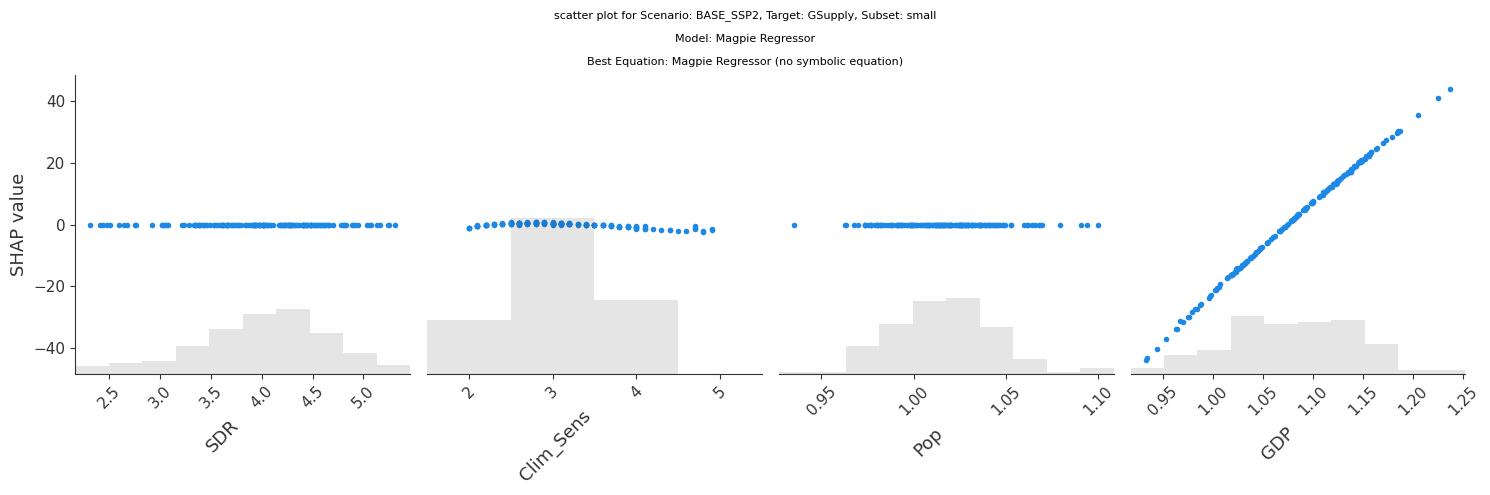 scatter plot for Scenario: BASE_SSP2, Target: GSupply, Subset: small
Model: Magpie Regressor
Best Equation: Magpie Regressor (no symbolic equation)
SHAP value
40
20
0
−20
−40
2.5 3.0 3.5 4.0 4.5 5.0
SDR
2 3 4 5
Clim_Sens
0.95 1.00 1.05 1.10
Pop
0.95 1.00 1.05 1.10 1.15 1.20 1.25
GDP